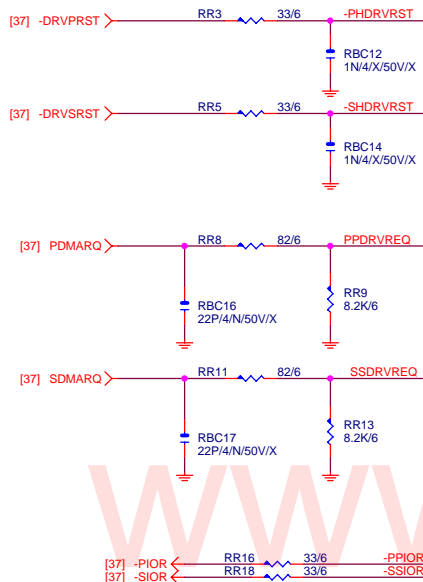 [37] -DRVPRST RR3 33/6 -PHDRVRST
RBC12
1N/4/X/50V/X
[37] -DRVSRST RR5 33/6 -SHDRVRST
RBC14
1N/4/X/50V/X
[37] PDMARQ RR8 82/6 PPDRVREQ
RR9
8.2K/6
RBC16
22P/4/N/50V/X
[37] SDMARQ RR11 82/6 SSDRVREQ
RR13
8.2K/6
RBC17
22P/4/N/50V/X
www
[37] -PIOR RR16 33/6 -PPIOR
[37] -SIOR RR18 33/6 -SSIOR